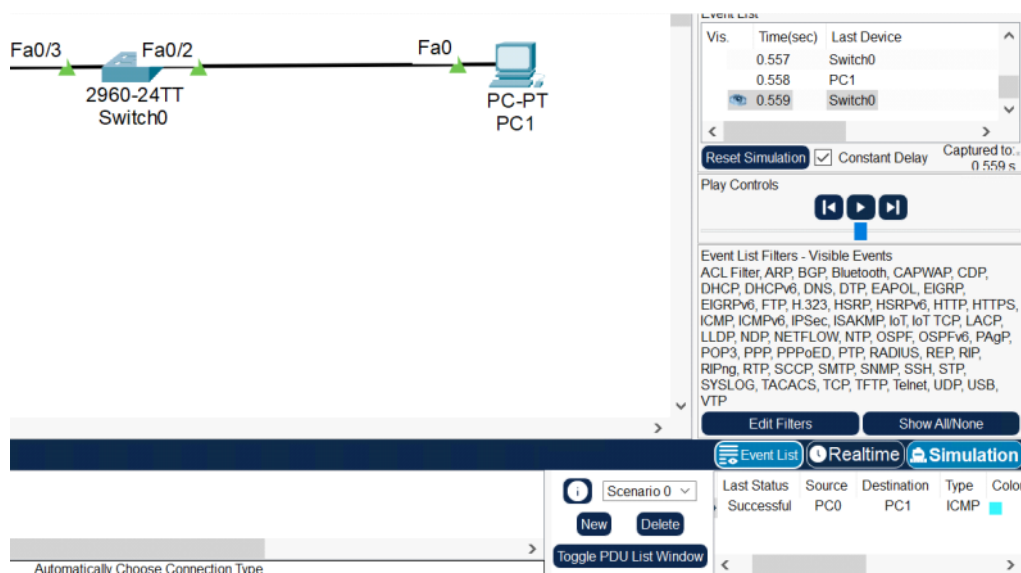 Event List
Vis. Time(sec) Last Device
0.557 Switch0
0.558 PC1
0.559 Switch0
Reset Simulation Constant Delay Captured to:
0.559 s
Play Controls
Event List Filters - Visible Events
ACL Filter, ARP, BGP, Bluetooth, CAPWAP, CDP,
DHCP, DHCPv6, DNS, DTP, EAPOL, EIGRP,
EIGRPv6, FTP, H.323, HSRP, HSRPv6, HTTP, HTTPS,
ICMP, ICMPv6, IPSec, ISAKMP, IoT, IoT TCP, LACP,
LLDP, NDP, NETFLOW, NTP, OSPF, OSPFv6, PAgP,
POP3, PPP, PPPoED, PTP, RADIUS, REP, RIP,
RIPng, RTP, SCCP, SMTP, SNMP, SSH, STP,
SYSLOG, TACACS, TCP, TFTP, Telnet, UDP, USB,
VTP
Edit Filters Show All/None
Fa0/3 Fa0/2 Fa0
2960-24TT
Switch0
PC-PT
PC1
Event List Realtime Simulation
Scenario 0
New Delete
Toggle PDU List Window
Last Status Source Destination Type Colo
Successful PC0 PC1 ICMP
Automatically Choose Connection Type